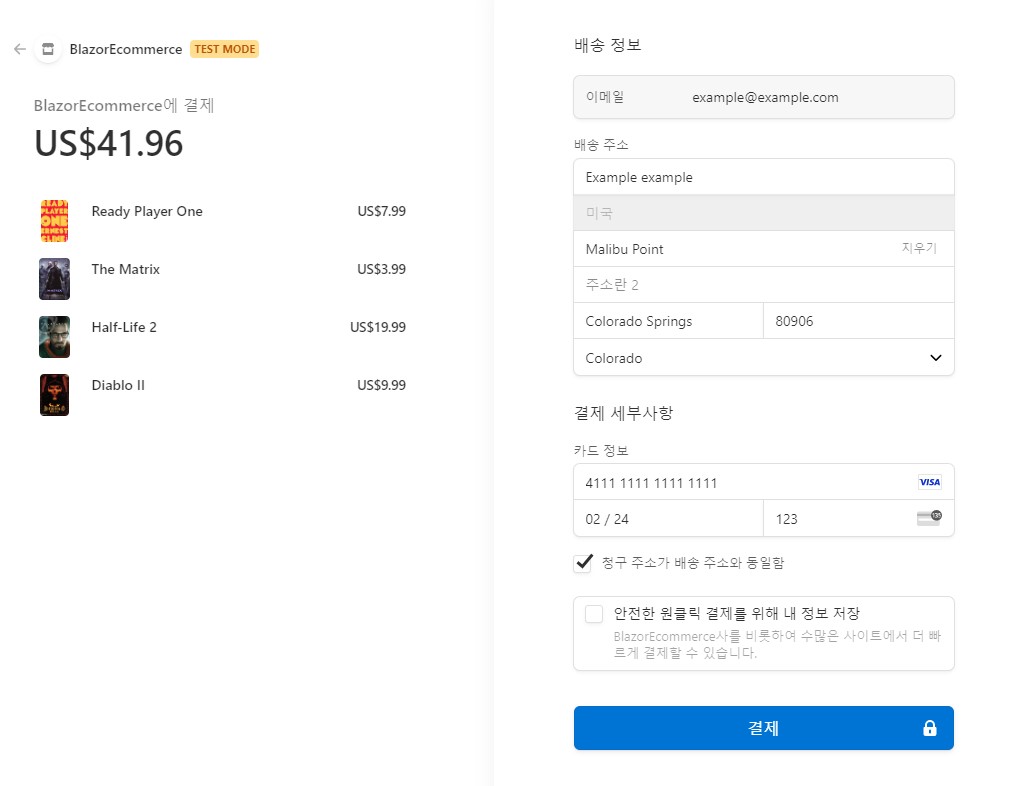 BlazorEcommerce TEST MODE
BlazorEcommerce에 결제
US$41.96
Ready Player One US$7.99
The Matrix US$3.99
Half-Life 2 US$19.99
Diablo II US$9.99
배송 정보
이메일 example@example.com
배송 주소
Example example
미국
Malibu Point 지우기
주소란 2
Colorado Springs 80906
Colorado
결제 세부사항
카드 정보
4111 1111 1111 1111 VISA
02 / 24 123
청구 주소가 배송 주소와 동일함
안전한 원클릭 결제를 위해 내 정보 저장
BlazorEcommerce사를 비롯하여 수많은 사이트에서 더 빠
르게 결제할 수 있습니다.
결제